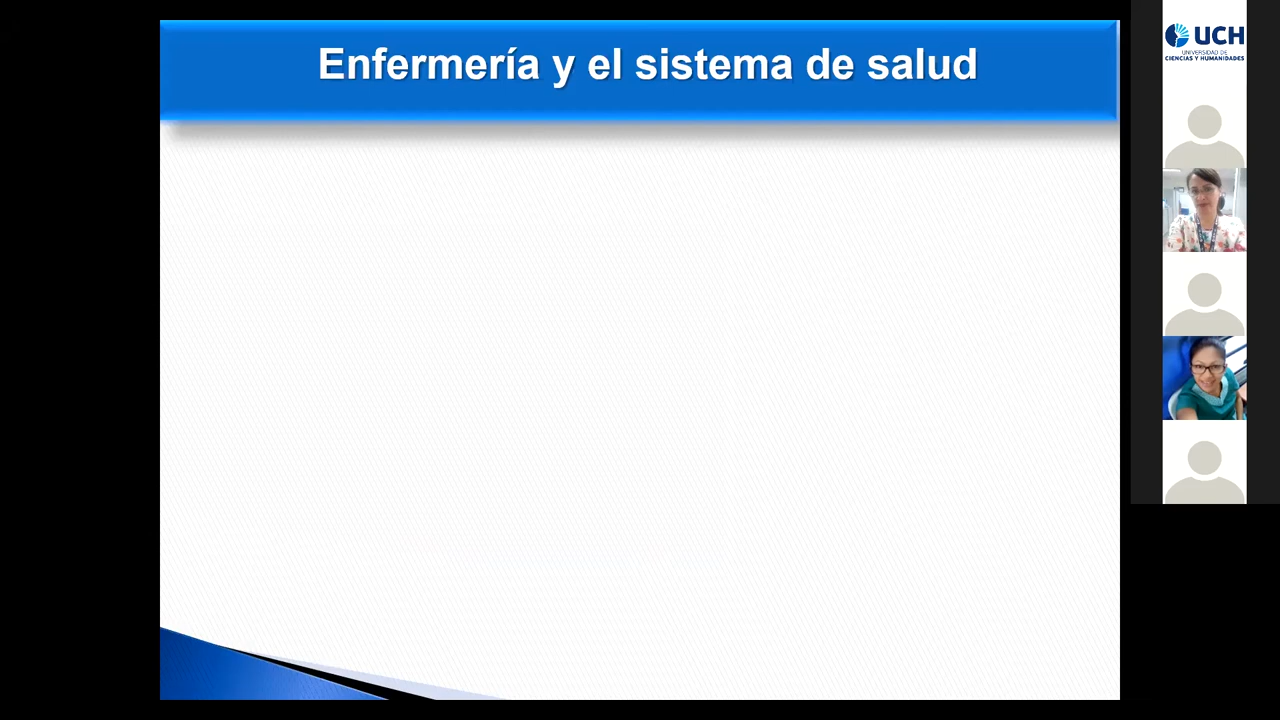 Enfermería y el sistema de salud
UCH
UNIVERSIDAD DE
CIENCIAS Y HUMANIDADES